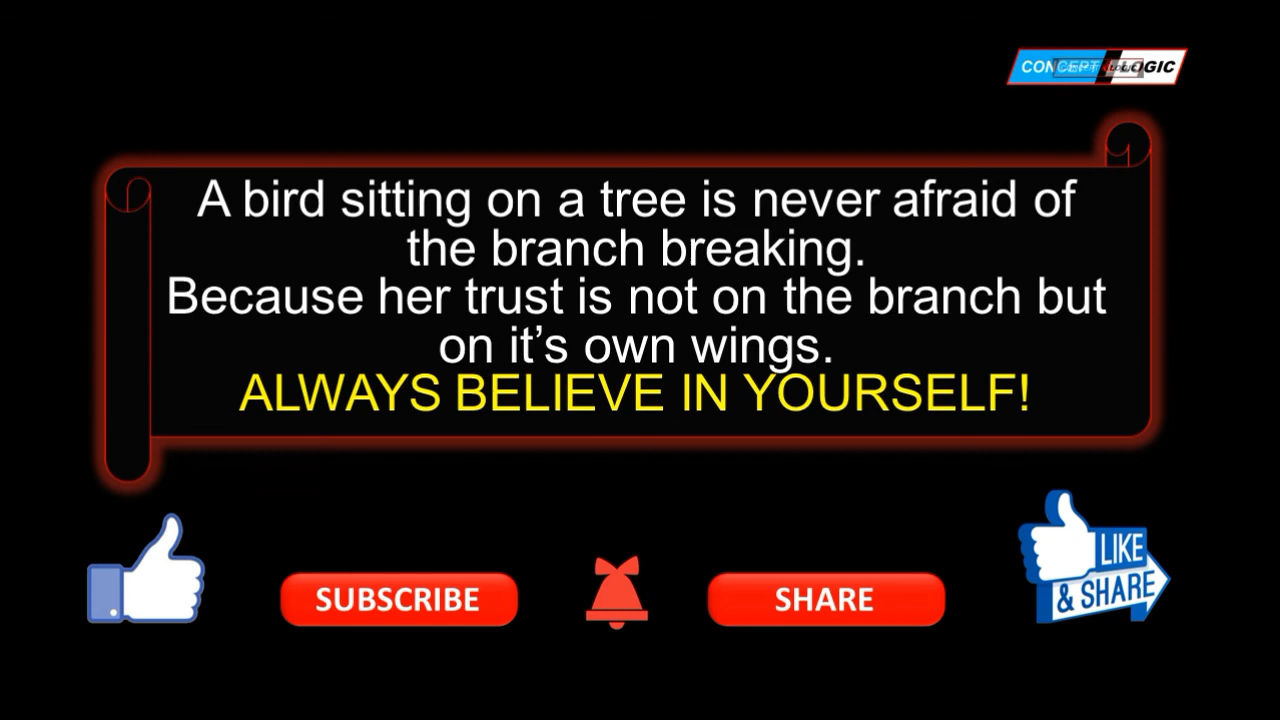 CONCEPT LOGIC
A bird sitting on a tree is never afraid of
the branch breaking.
Because her trust is not on the branch but
on it’s own wings.
ALWAYS BELIEVE IN YOURSELF!
LIKE
& SHARE
SUBSCRIBE
SHARE